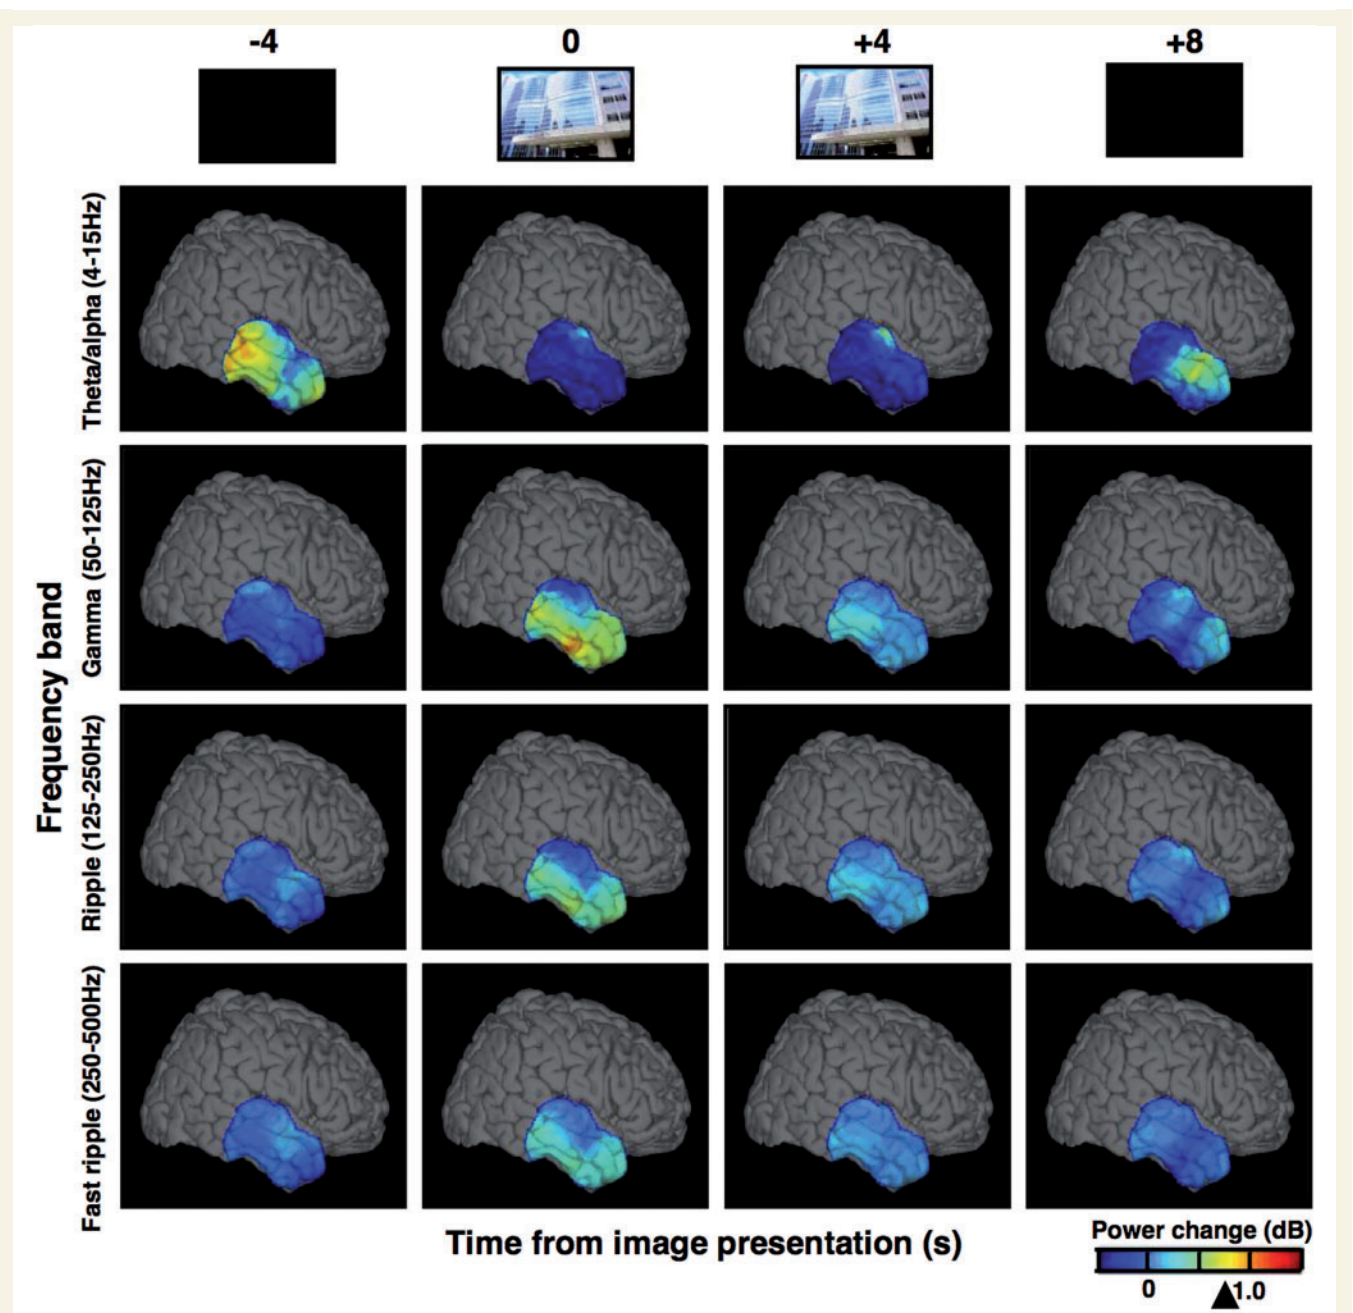 -4 0 +4 +8
Theta/alpha (4-15Hz)
Gamma (50-125Hz)
Frequency band
Ripple (125-250Hz)
Fast ripple (250-500Hz)
Time from image presentation (s)
Power change (dB)
0 1.0